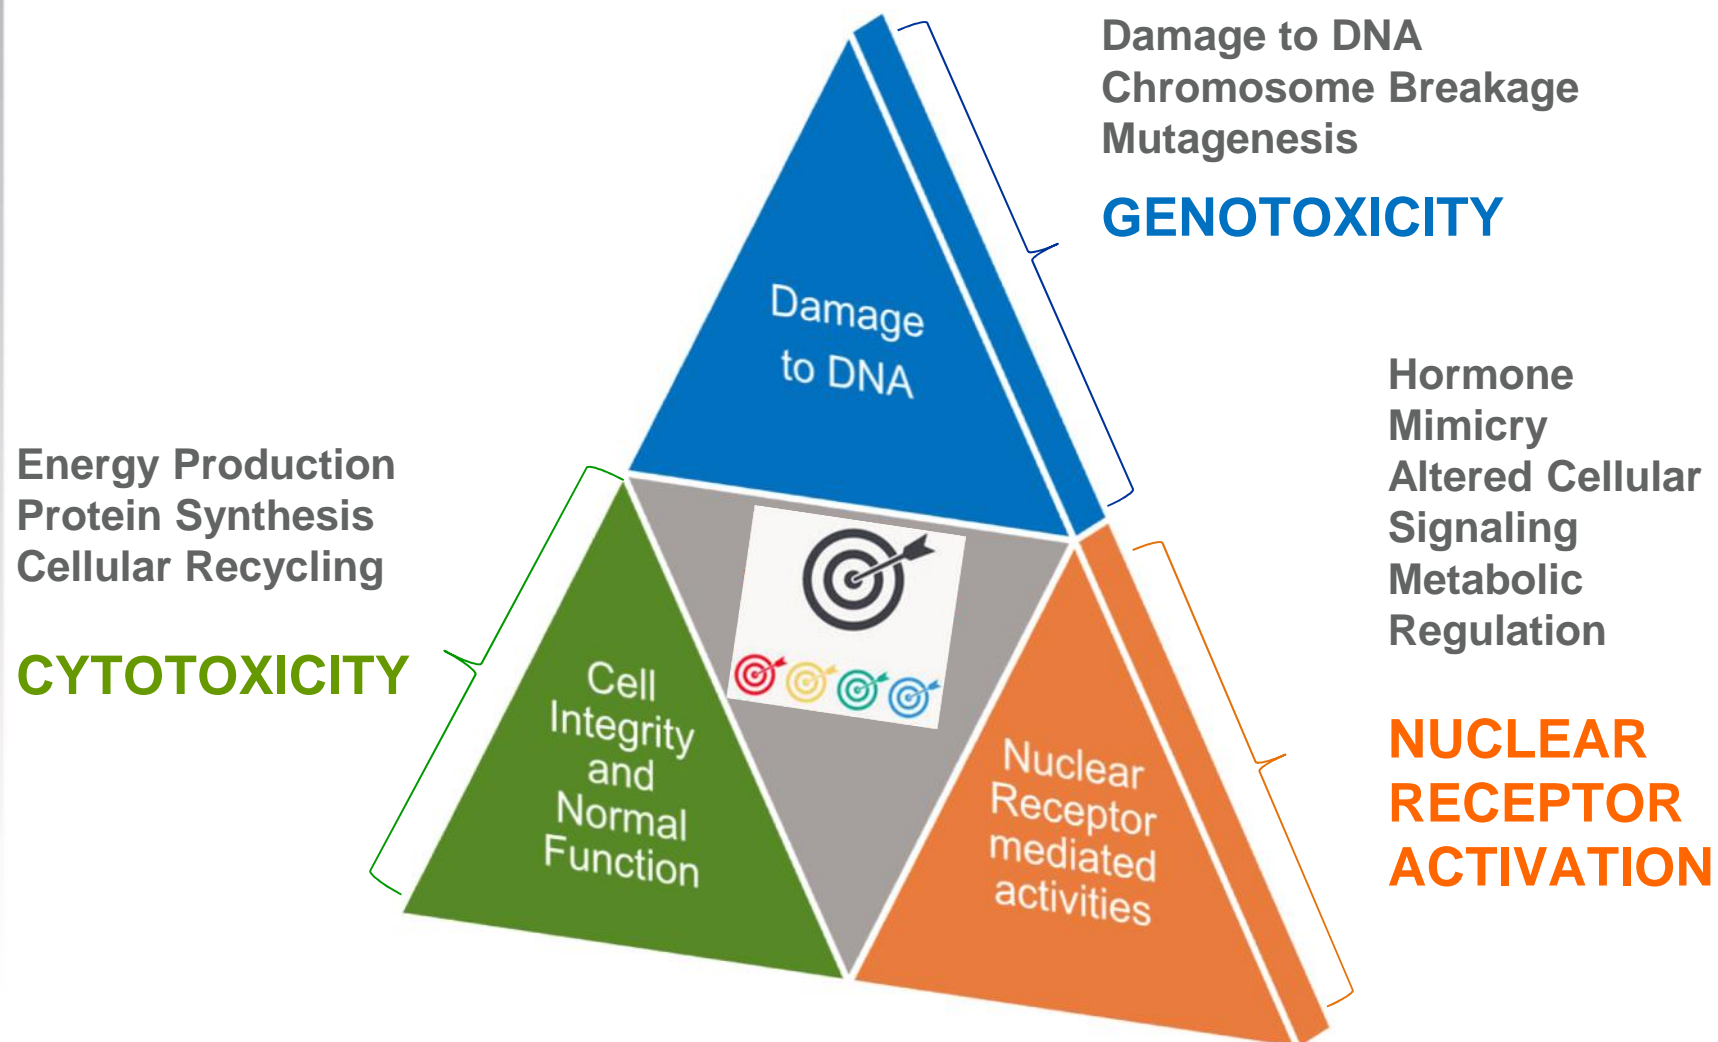 Damage to DNA
Chromosome Breakage
Mutagenesis
GENOTOXICITY
Damage
to DNA
Hormone
Mimicry
Altered Cellular
Signaling
Metabolic
Regulation
NUCLEAR
RECEPTOR
ACTIVATION
Energy Production
Protein Synthesis
Cellular Recycling
CYTOTOXICITY
Cell
Integrity
and
Normal
Function
Nuclear
Receptor
mediated
activities